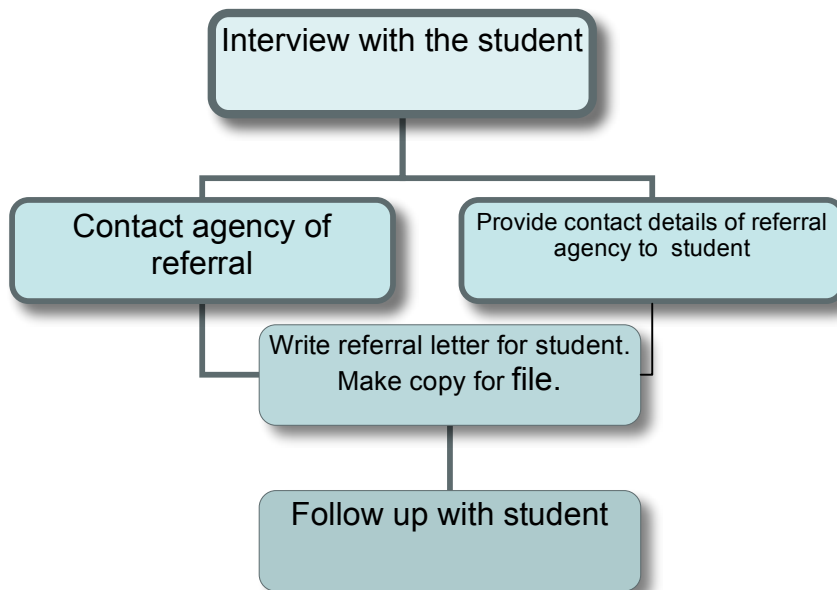 Interview with the student
Contact agency of
referral
Provide contact details of referral
agency to student
Write referral letter for student.
Make copy for file.
Follow up with student